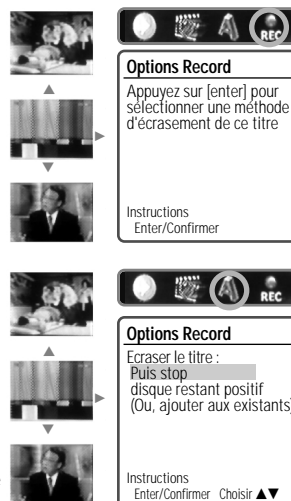 REC
Options Record
Appuyez sur [enter] pour
sélectionner une méthode
d'écrasement de ce titre
Instructions
Enter/Confirmer
REC
Options Record
Ecraser le titre :
Puis stop
disque restant positif
(Ou, ajouter aux existants)
Instructions
Enter/Confirmer Choisir ▲▼